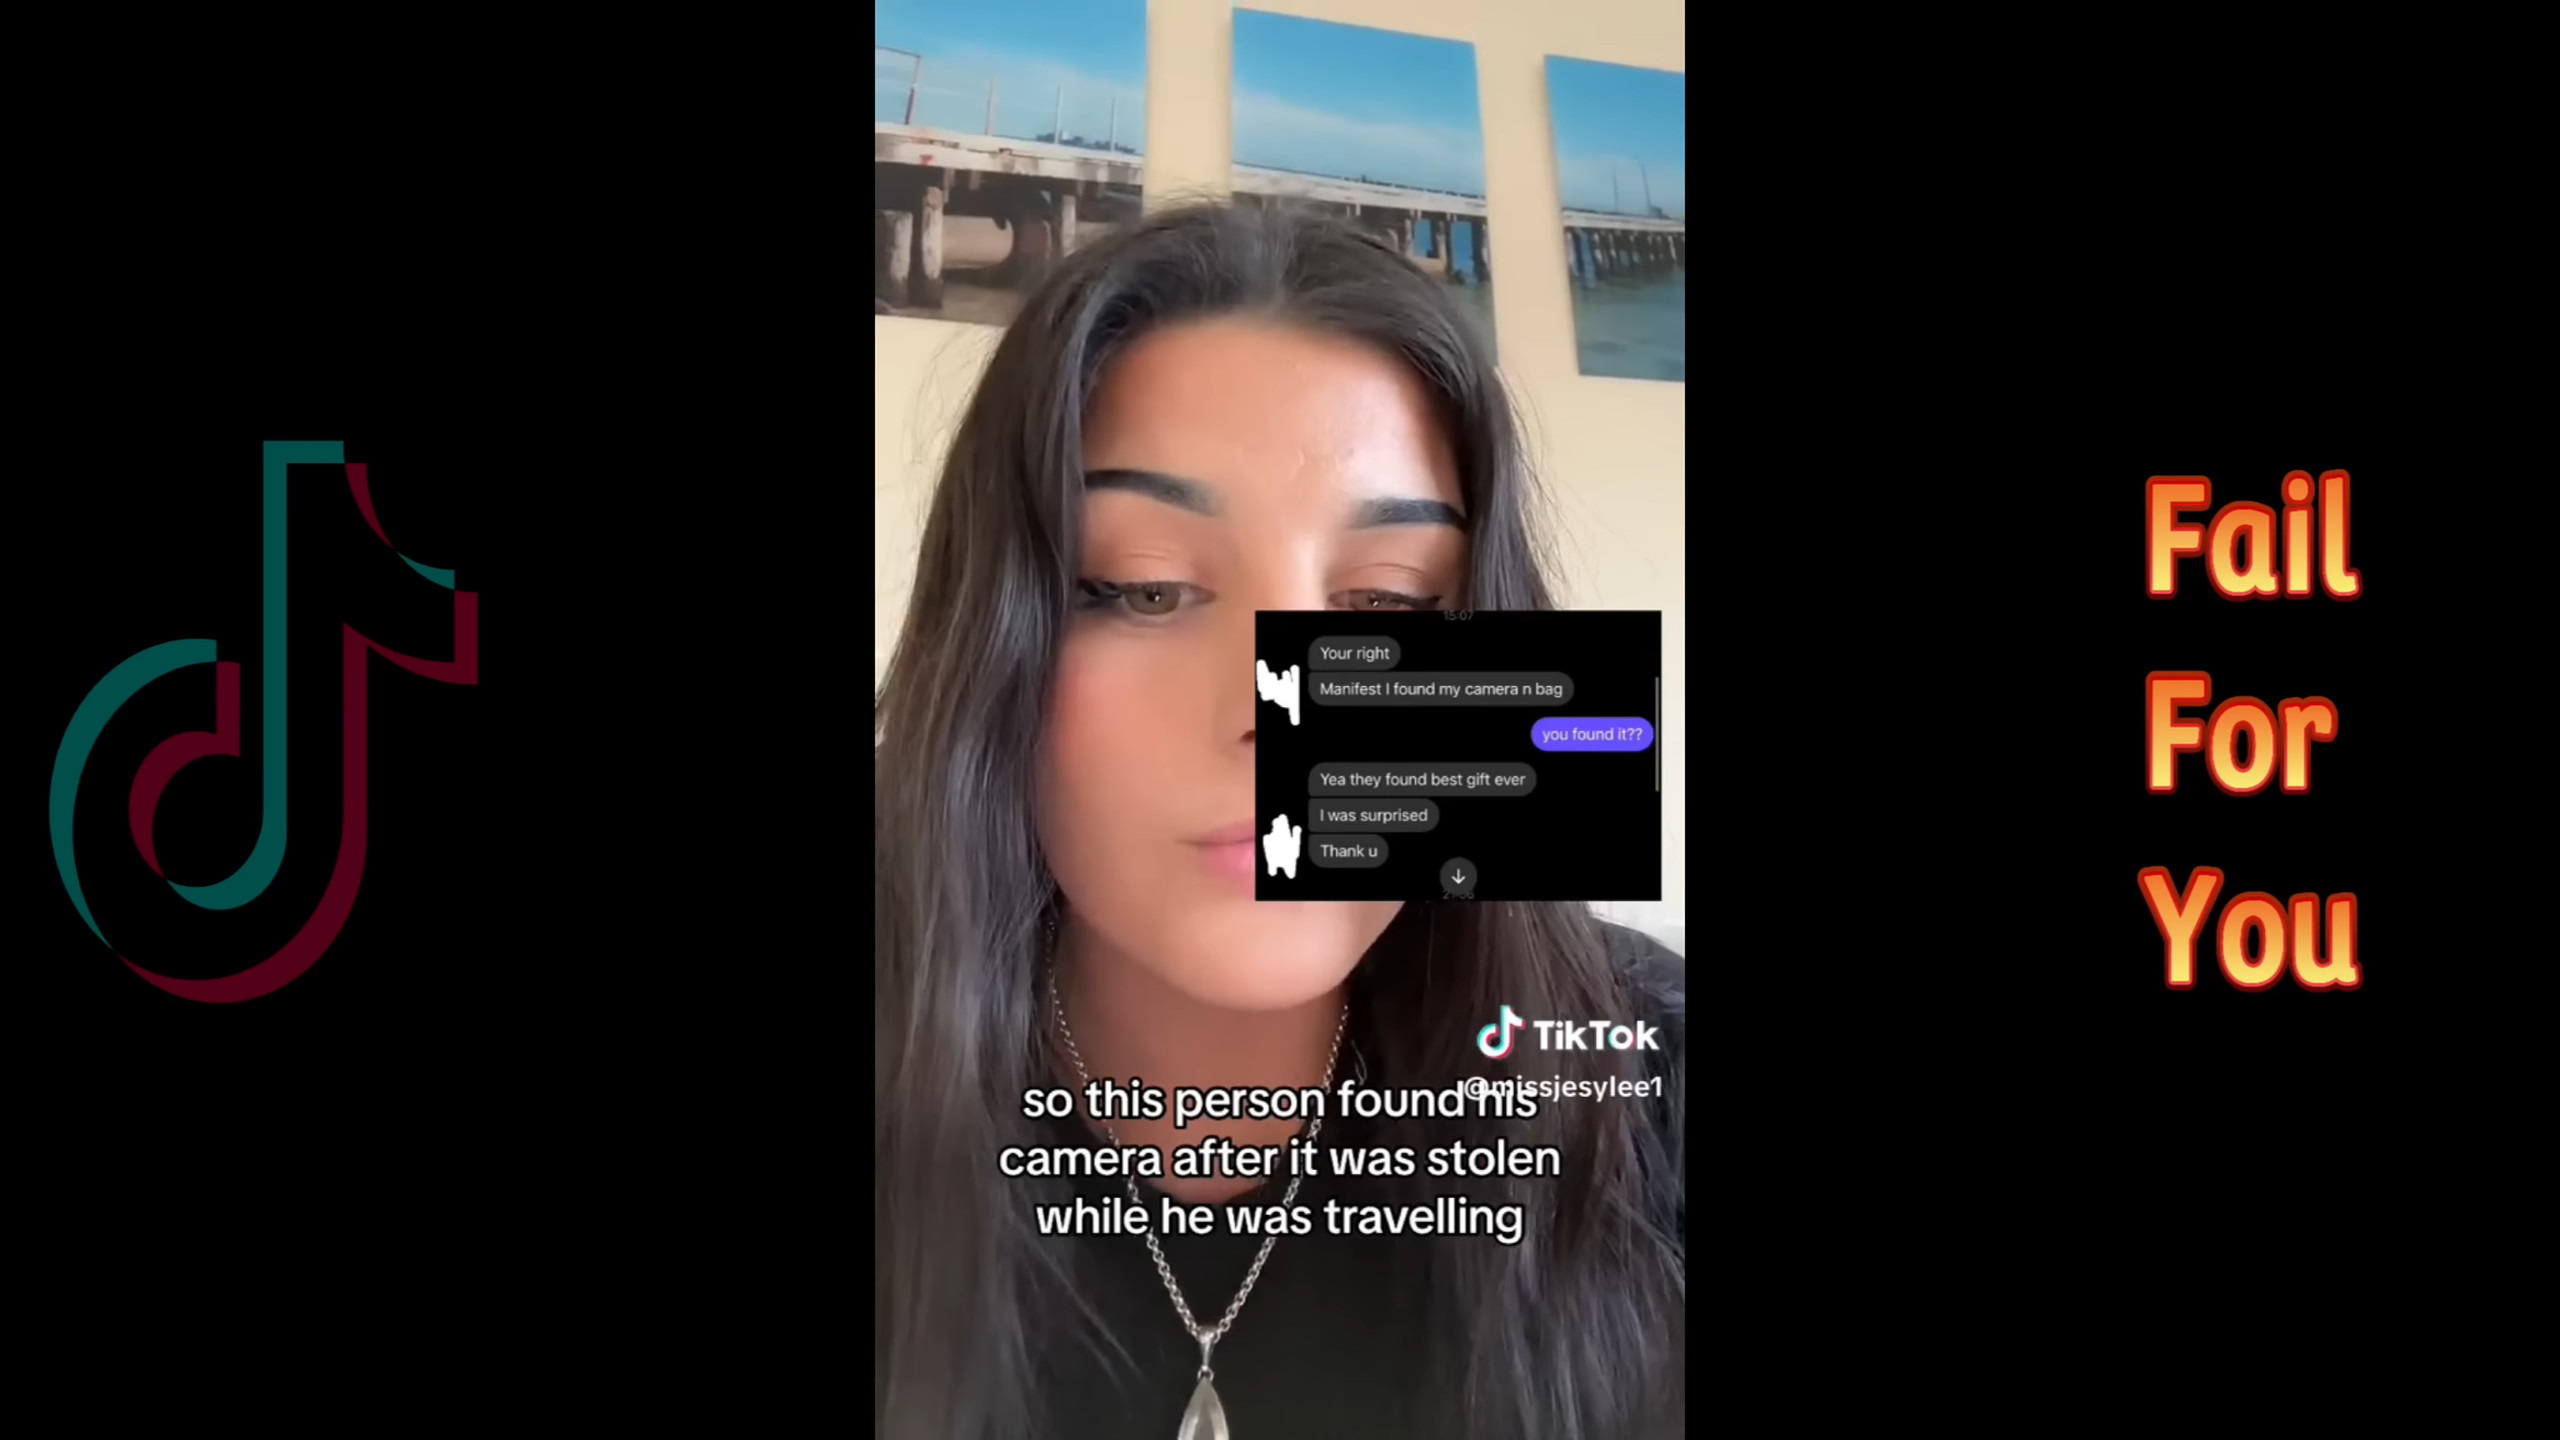 15:07
Your right
Manifest I found my camera n bag
you found it??
Yea they found best gift ever
I was surprised
Thank u
TikTok
@missjesylee1
so this person found his
camera after it was stolen
while he was travelling
Fail
For
You